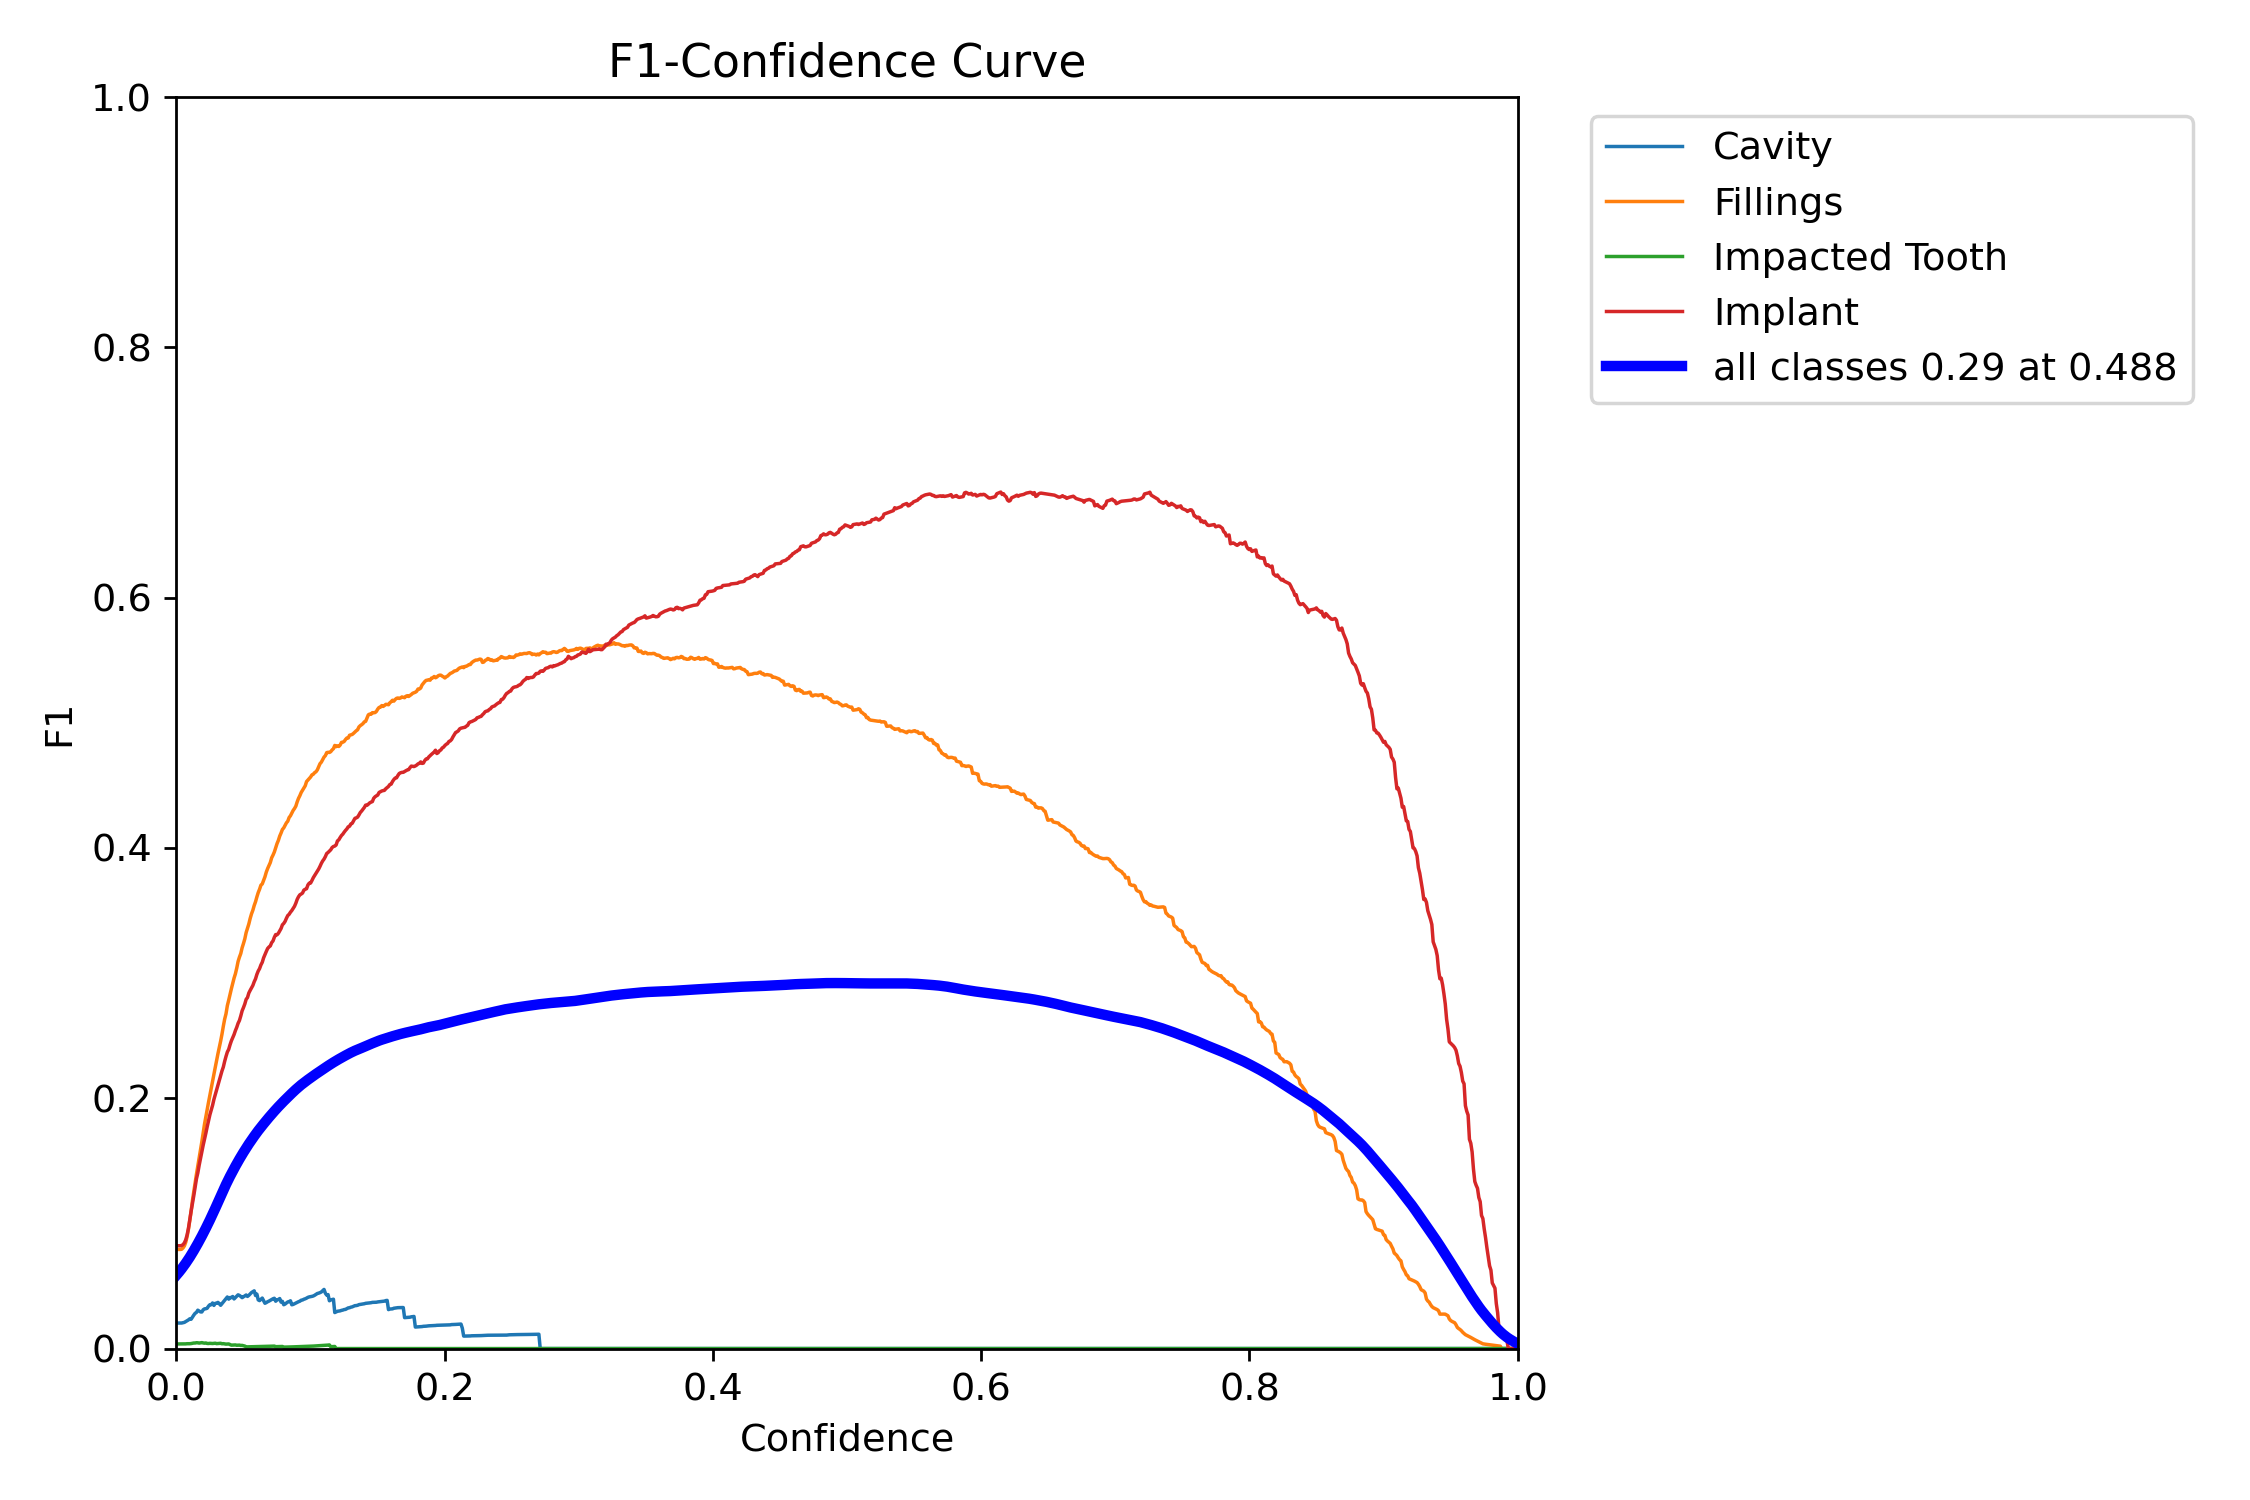 F1-Confidence Curve
1.0
0.8
0.6
0.4
0.2
0.0
F1
0.0 0.2 0.4 0.6 0.8 1.0
Confidence
Cavity
Fillings
Impacted Tooth
Implant
all classes 0.29 at 0.488